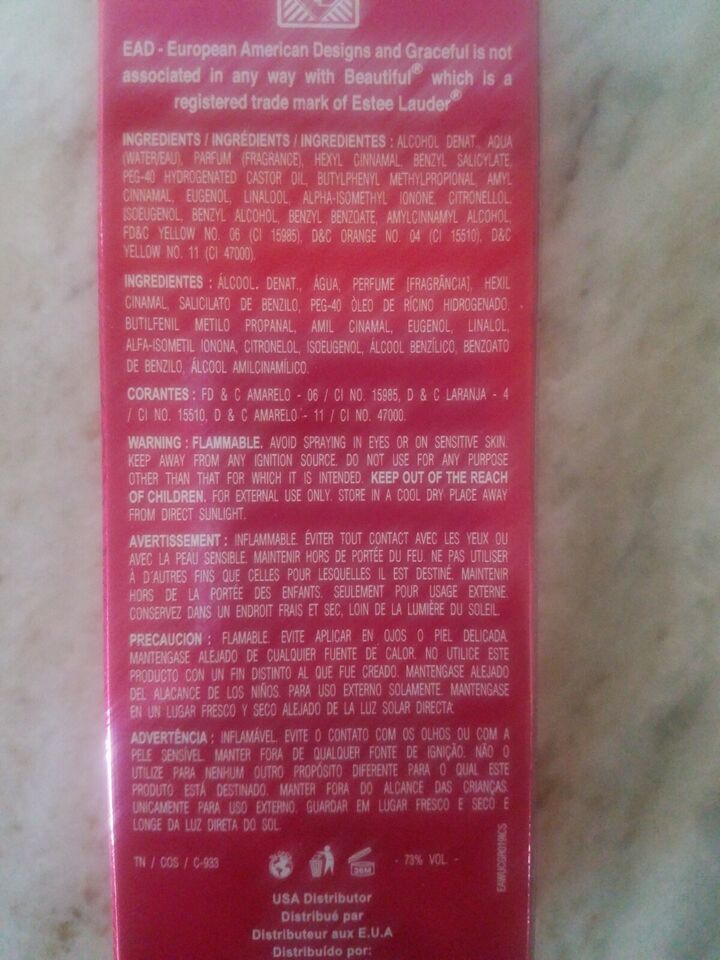 EAD - European American Designs and Graceful is not
associated in any way with Beautiful® which is a
registered trade mark of Estee Lauder®
INGREDIENTS / INGRÉDIENTS / INGREDIENTES : ALCOHOL DENAT., AQUA
(WATER/EAU), PARFUM (FRAGRANCE), HEXYL CINNAMAL, BENZYL SALICYLATE,
PEG-40 HYDROGENATED CASTOR OIL, BUTYLPHENYL METHYLPROPIONAL, AMYL
CINNAMAL, EUGENOL, LINALOOL, ALPHA-ISOMETHYL IONONE, CITRONELLOL,
ISOEUGENOL, BENZYL ALCOHOL, BENZYL BENZOATE, AMYLCINNAMYL ALCOHOL,
FD&C YELLOW NO. 06 (CI 15985), D&C ORANGE NO. 04 (CI 15510), D&C
YELLOW NO. 11 (CI 47000).
INGREDIENTES : ÁLCOOL. DENAT., ÁGUA, PERFUME [FRAGRÂNCIA], HEXIL
CINAMAL, SALICILATO DE BENZILO, PEG-40 ÒLEO DE RÍCINO HIDROGENADO,
BUTILFENIL METILO PROPANAL, AMIL CINAMAL, EUGENOL, LINALOL,
ALFA-ISOMETIL IONONA, CITRONELOL, ISOEUGENOL, ÁLCOOL BENZÍLICO, BENZOATO
DE BENZILO, ÁLCOOL AMILCINAMÍLICO.
CORANTES : FD & C AMARELO - 06 / CI NO. 15985, D & C LARANJA - 4
/ CI NO. 15510, D & C AMARELO - 11 / CI NO. 47000.
WARNING : FLAMMABLE. AVOID SPRAYING IN EYES OR ON SENSITIVE SKIN.
KEEP AWAY FROM ANY IGNITION SOURCE. DO NOT USE FOR ANY PURPOSE
OTHER THAN THAT FOR WHICH IT IS INTENDED. KEEP OUT OF THE REACH
OF CHILDREN. FOR EXTERNAL USE ONLY. STORE IN A COOL DRY PLACE AWAY
FROM DIRECT SUNLIGHT.
AVERTISSEMENT : INFLAMMABLE. ÉVITER TOUT CONTACT AVEC LES YEUX OU
AVEC LA PEAU SENSIBLE. MAINTENIR HORS DE PORTÉE DU FEU. NE PAS UTILISER
À D'AUTRES FINS QUE CELLES POUR LESQUELLES IL EST DESTINÉ. MAINTENIR
HORS DE LA PORTÉE DES ENFANTS. SEULEMENT POUR USAGE EXTERNE.
CONSERVEZ DANS UN ENDROIT FRAIS ET SEC, LOIN DE LA LUMIÈRE DU SOLEIL.
PRECAUCION : FLAMABLE. EVITE APLICAR EN OJOS O PIEL DELICADA.
MANTENGASE ALEJADO DE CUALQUIER FUENTE DE CALOR. NO UTILICE ESTE
PRODUCTO CON UN FIN DISTINTO AL QUE FUE CREADO. MANTENGASE ALEJADO
DEL ALACANCE DE LOS NIÑOS. PARA USO EXTERNO SOLAMENTE. MANTENGASE
EN UN LUGAR FRESCO Y SECO ALEJADO DE LA LUZ SOLAR DIRECTA.
ADVERTÊNCIA : INFLAMÁVEL. EVITE O CONTATO COM OS OLHOS OU COM A
PELE SENSÍVEL. MANTER FORA DE QUALQUER FONTE DE IGNIÇÃO. NÃO O
UTILIZE PARA NENHUM OUTRO PROPÓSITO DIFERENTE PARA O QUAL ESTE
PRODUTO ESTÁ DESTINADO. MANTER FORA DO ALCANCE DAS CRIANÇAS.
UNICAMENTE PARA USO EXTERNO. GUARDAR EM LUGAR FRESCO E SECO E
LONGE DA LUZ DIRETA DO SOL.
TN / COS / C-933
36M
- 73% VOL. -
USA Distributor
Distribué par
Distributeur aux E.U.A
Distribuído por: